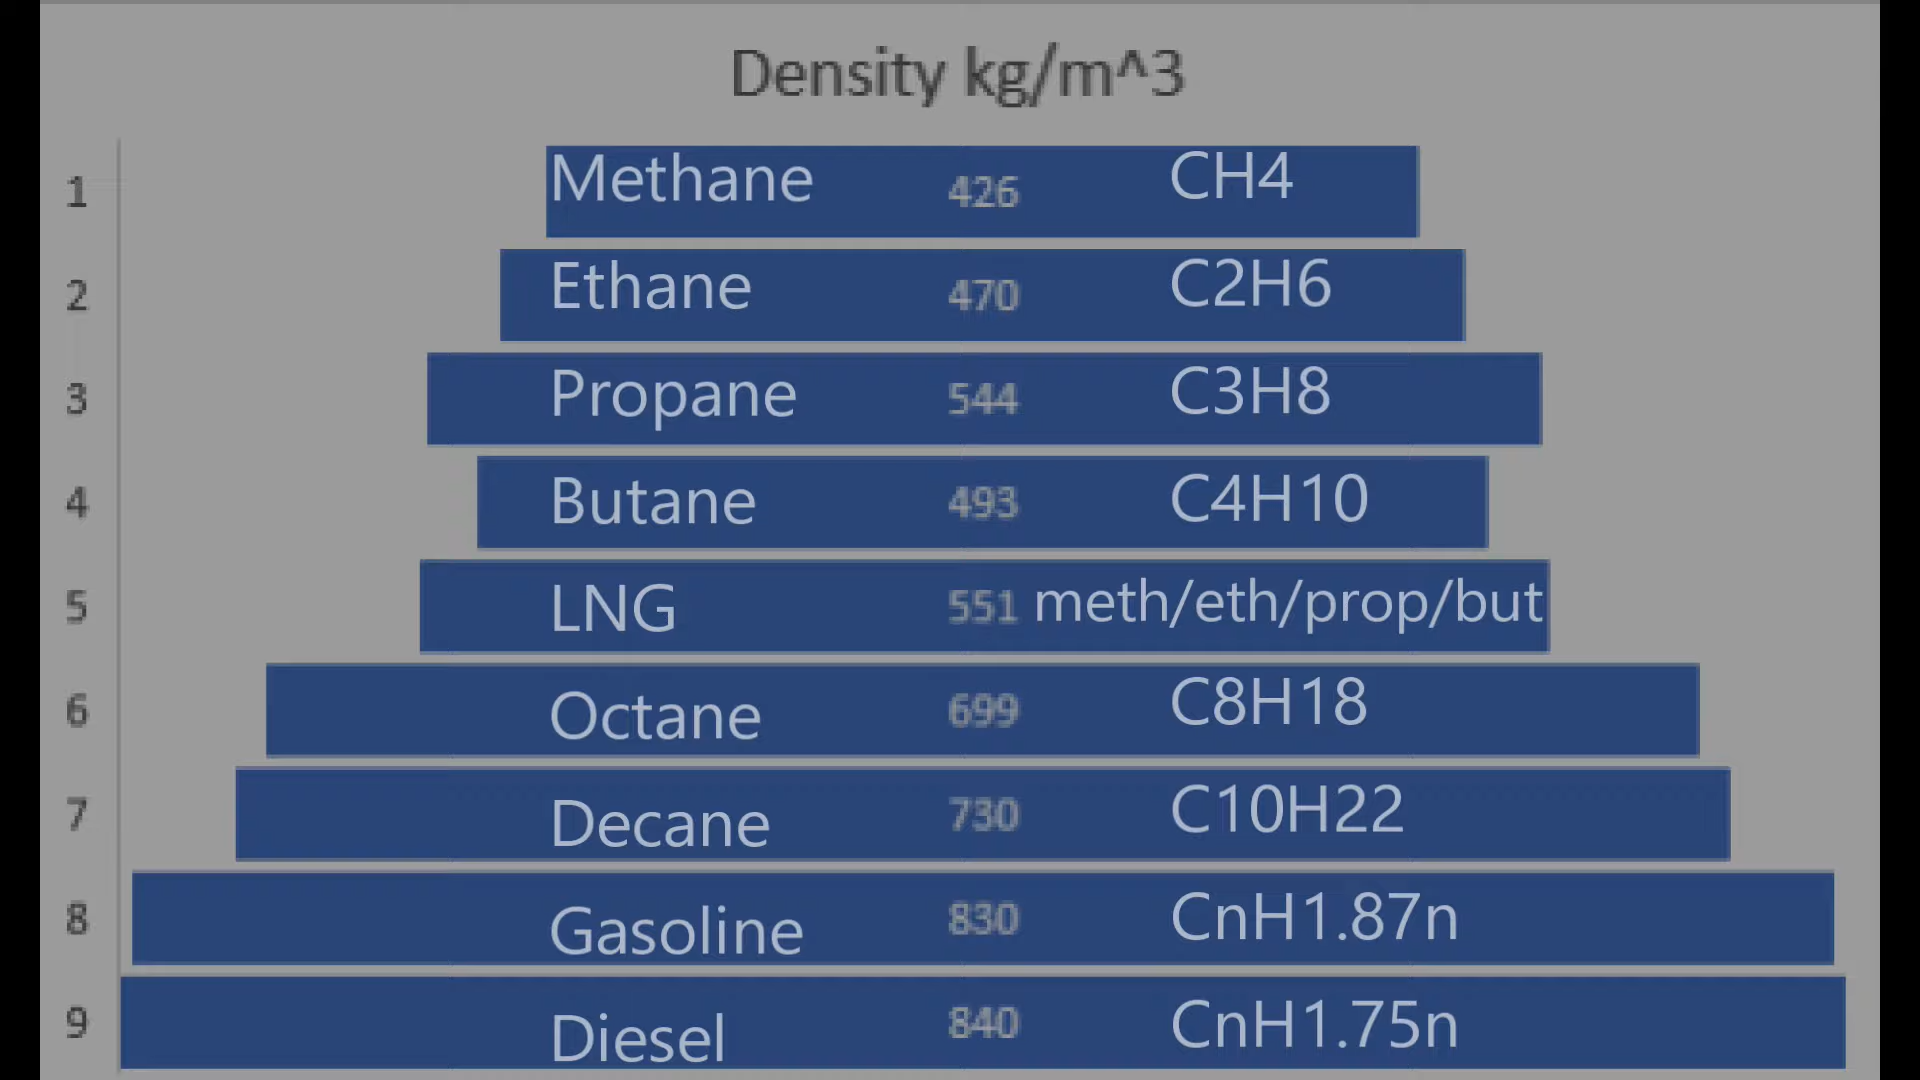 Density kg/m^3
1 Methane 426 CH4
2 Ethane 470 C2H6
3 Propane 544 C3H8
4 Butane 493 C4H10
5 LNG 551 meth/eth/prop/but
6 Octane 699 C8H18
7 Decane 730 C10H22
8 Gasoline 830 CnH1.87n
9 Diesel 840 CnH1.75n